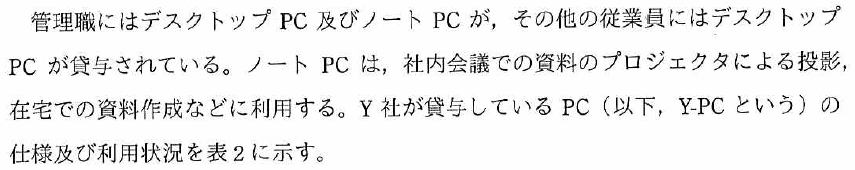 管理職にはデスクトップ PC 及びノート PC が，その他の従業員にはデスクトップ
PC が貸与されている。ノート PC は，社内会議での資料のプロジェクタによる投影，
在宅での資料作成などに利用する。Y 社が貸与している PC（以下，Y-PC という）の
仕様及び利用状況を表 2 に示す。